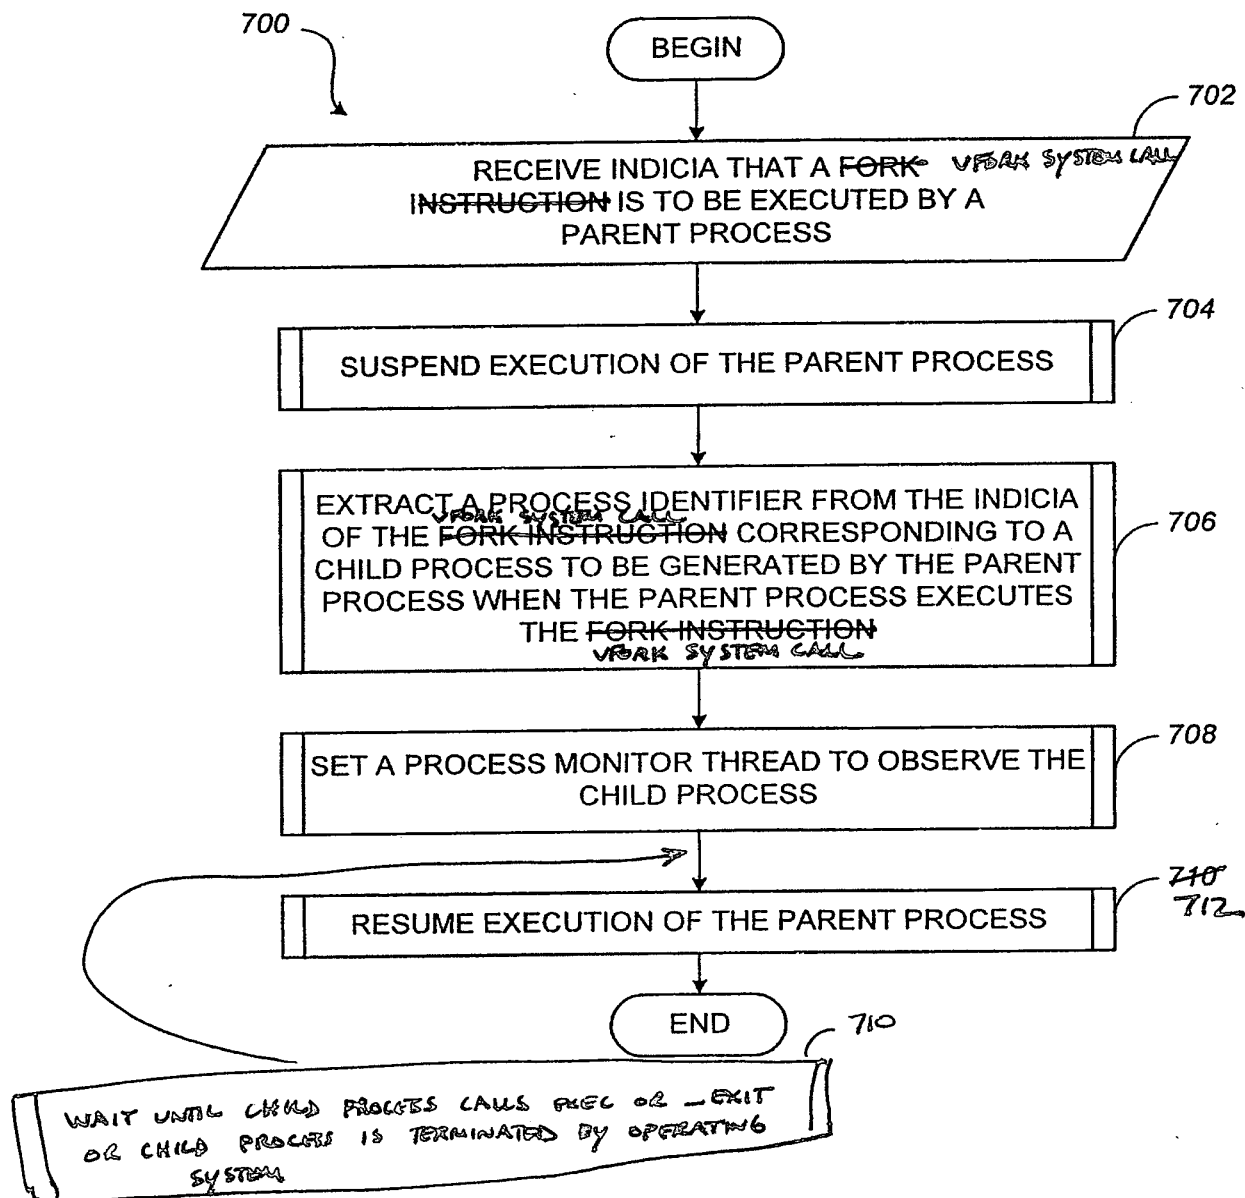 700
BEGIN
702
RECEIVE INDICIA THAT A FORK VFORK SYSTEM CALL
INSTRUCTION IS TO BE EXECUTED BY A
PARENT PROCESS
704
SUSPEND EXECUTION OF THE PARENT PROCESS
706
EXTRACT A PROCESS IDENTIFIER FROM THE INDICIA
VFORK SYSTEM CALL
OF THE FORK INSTRUCTION CORRESPONDING TO A
CHILD PROCESS TO BE GENERATED BY THE PARENT
PROCESS WHEN THE PARENT PROCESS EXECUTES
THE FORK INSTRUCTION
VFORK SYSTEM CALL
708
SET A PROCESS MONITOR THREAD TO OBSERVE THE
CHILD PROCESS
710
712
RESUME EXECUTION OF THE PARENT PROCESS
END
710
WAIT UNTIL CHILD PROCESS CALLS EXEC OR _EXIT
OR CHILD PROCESS IS TERMINATED BY OPERATING
SYSTEM